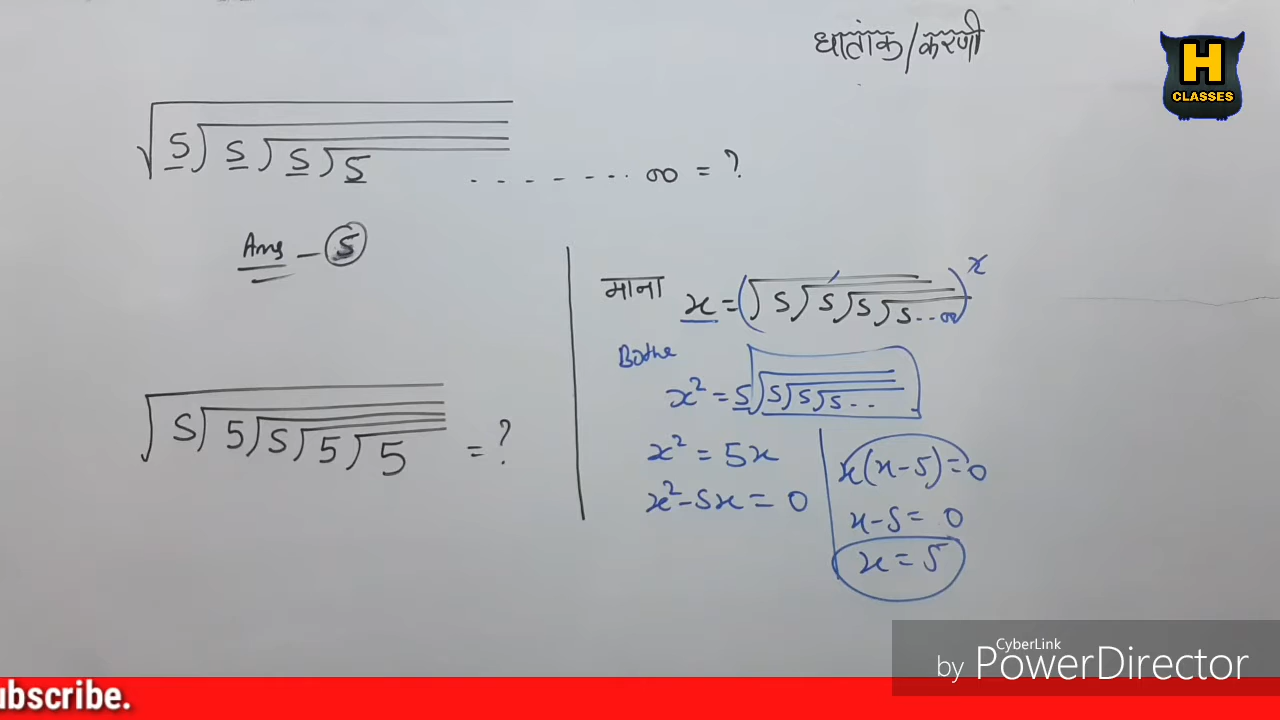 घातांक/करणी
H
CLASSES
√5√5√5√5 ........ ∞ = ?
Ans - 5
माना x = (√5√5√5√5...∞)^x
Bothe
x² = 5√5√5√5...
x² = 5x
x² - 5x = 0
x(x-5) = 0
x-5 = 0
x = 5
√5√5√5√5√5 = ?
CyberLink
by PowerDirector
ubscribe.